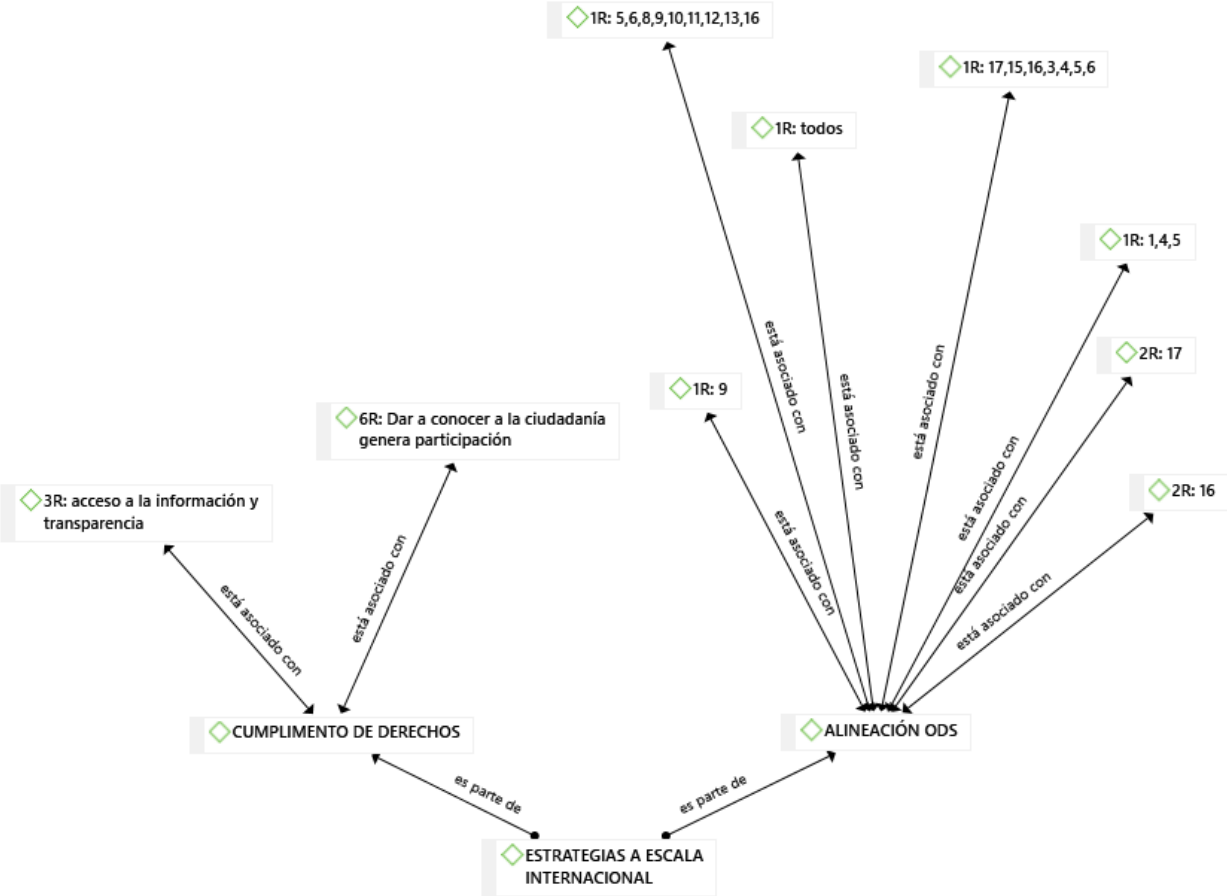 1R: 5,6,8,9,10,11,12,13,16
1R: 17,15,16,3,4,5,6
1R: todos
1R: 1,4,5
2R: 17
1R: 9
6R: Dar a conocer a la ciudadanía
genera participación
2R: 16
3R: acceso a la información y
transparencia
está asociado con
está asociado con
está asociado con
está asociado con
está asociado con
está asociado con
está asociado con
está asociado con
está asociado con
CUMPLIMENTO DE DERECHOS
ALINEACIÓN ODS
es parte de
es parte de
ESTRATEGIAS A ESCALA
INTERNACIONAL